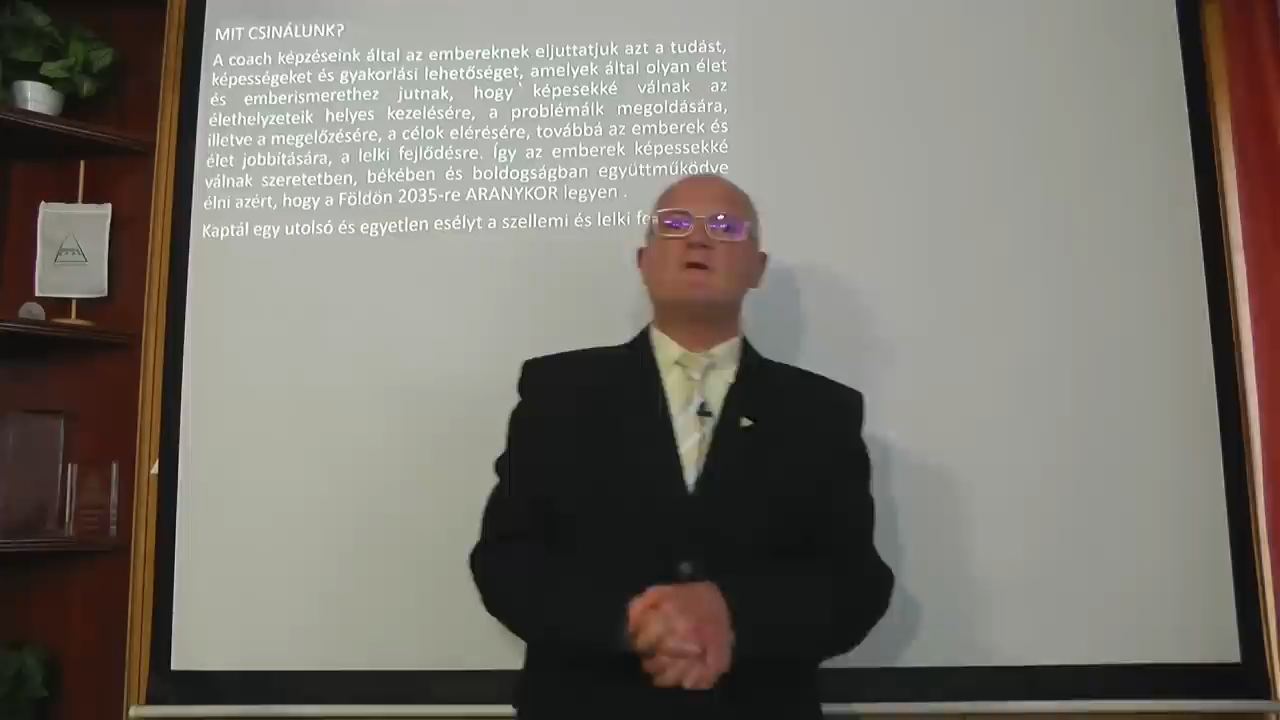 MIT CSINÁLUNK?
A coach képzéseink által az embereknek eljuttatjuk azt a tudást,
képességeket és gyakorlási lehetőséget, amelyek által olyan élet
és emberismerethez jutnak, hogy képesekké válnak az
élethelyzeteik helyes kezelésére, a problémálk megoldására,
illetve a megelőzésére, a célok elérésére, továbbá az emberek és
élet jobbítására, a lelki fejlődésre. Így az emberek képessekké
válnak szeretetben, békében és boldogságban együttműködve
élni azért, hogy a Földön 2035-re ARANYKOR legyen .
Kaptál egy utolsó és egyetlen esélyt a szellemi és lelki